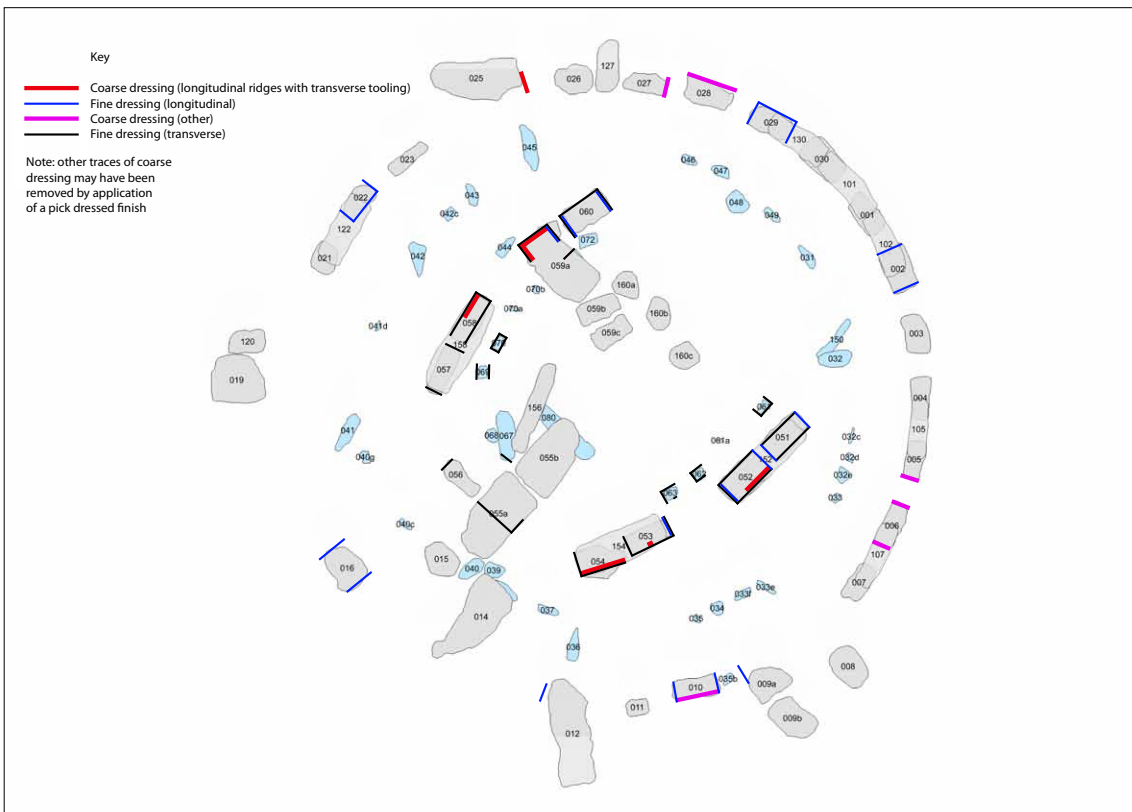 Key
Coarse dressing (longitudinal ridges with transverse tooling)
Fine dressing (longitudinal)
Coarse dressing (other)
Fine dressing (transverse)
Note: other traces of coarse
dressing may have been
removed by application
of a pick dressed finish
127
025
026
027
028
029
130
045
023
046
030
047
101
022
043
048
042c
060
049
001
122
072
044
102
021
042
031
059a
002
070b
160a
070a
059b
160b
058
041d
059c
003
150
120
158
160c
032
057
069
019
004
156
080
041
068
067
051
105
032c
061a
055b
152
005
032d
040g
056
052
032e
033
055a
040c
006
053
154
107
015
054
016
040
039
007
033e
033f
034
037
035
014
036
008
035b
010
009a
011
009b
012